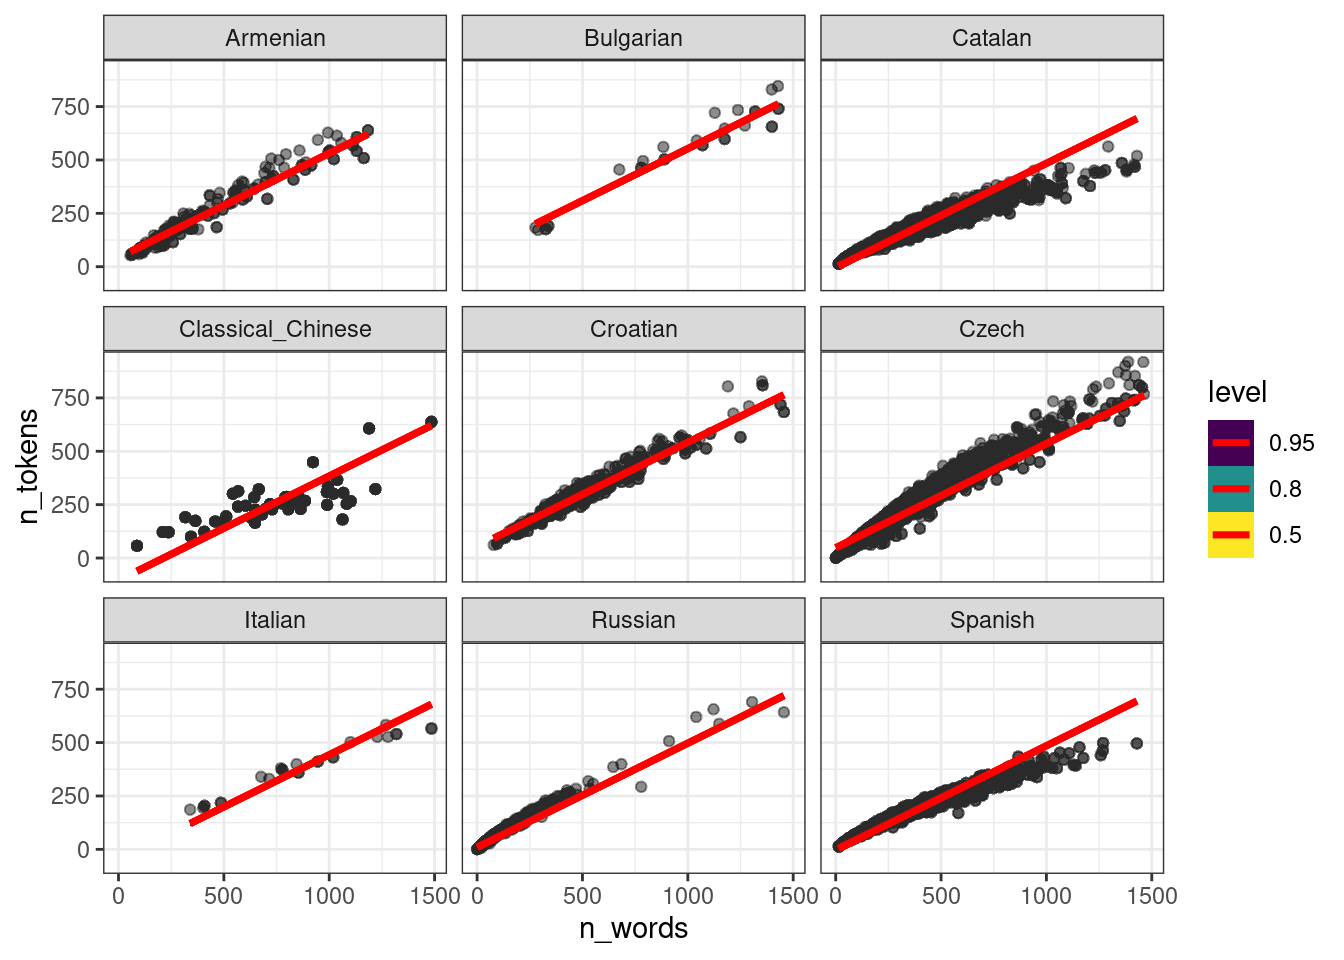 Armenian
Bulgarian
Catalan
750
500
250
0
Classical_Chinese
Croatian
Czech
750
500
250
0
Italian
Russian
Spanish
750
500
250
0
0 500 1000 1500
0 500 1000 1500
0 500 1000 1500
n_words
n_tokens
level
0.95
0.8
0.5